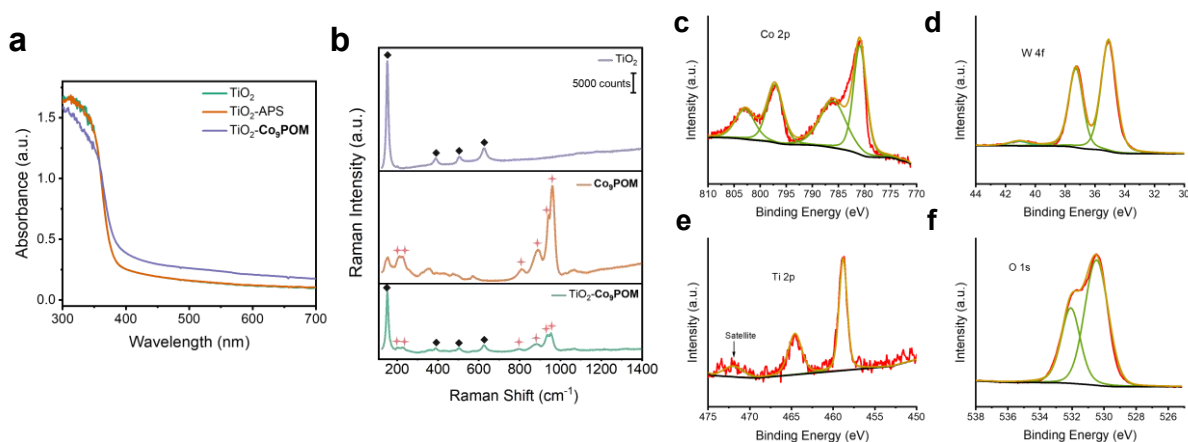 a
TiO₂
TiO₂-APS
TiO₂-Co₉POM
1.5
1.0
0.5
0.0
Absorbance (a.u.)
300 400 500 600 700
Wavelength (nm)
b
TiO₂
5000 counts
Co₉POM
TiO₂-Co₉POM
Raman Intensity (a.u.)
200 400 600 800 1000 1200 1400
Raman Shift (cm⁻¹)
c
Co 2p
Intensity (a.u.)
810 805 800 795 790 785 780 775 770
Binding Energy (eV)
d
W 4f
Intensity (a.u.)
44 42 40 38 36 34 32 30
Binding Energy (eV)
e
Ti 2p
Satellite
Intensity (a.u.)
475 470 465 460 455 450
Binding Energy (eV)
f
O 1s
Intensity (a.u.)
538 536 534 532 530 528 526
Binding Energy (eV)